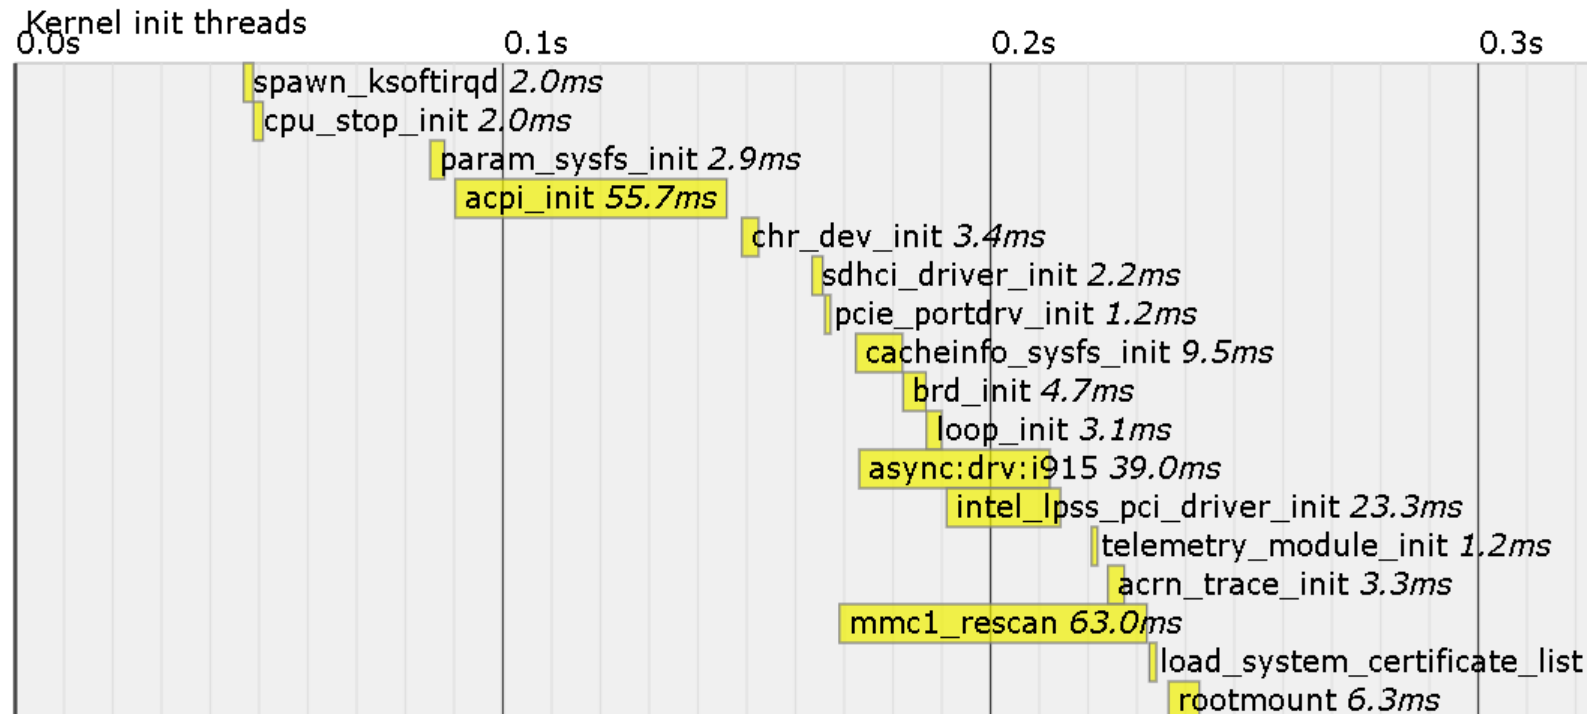 Kernel init threads
0.0s 0.1s 0.2s 0.3s
spawn_ksoftirqd 2.0ms
cpu_stop_init 2.0ms
param_sysfs_init 2.9ms
acpi_init 55.7ms
chr_dev_init 3.4ms
sdhci_driver_init 2.2ms
pcie_portdrv_init 1.2ms
cacheinfo_sysfs_init 9.5ms
brd_init 4.7ms
loop_init 3.1ms
async:drv:i915 39.0ms
intel_lpss_pci_driver_init 23.3ms
telemetry_module_init 1.2ms
acrn_trace_init 3.3ms
mmc1_rescan 63.0ms
load_system_certificate_list
rootmount 6.3ms